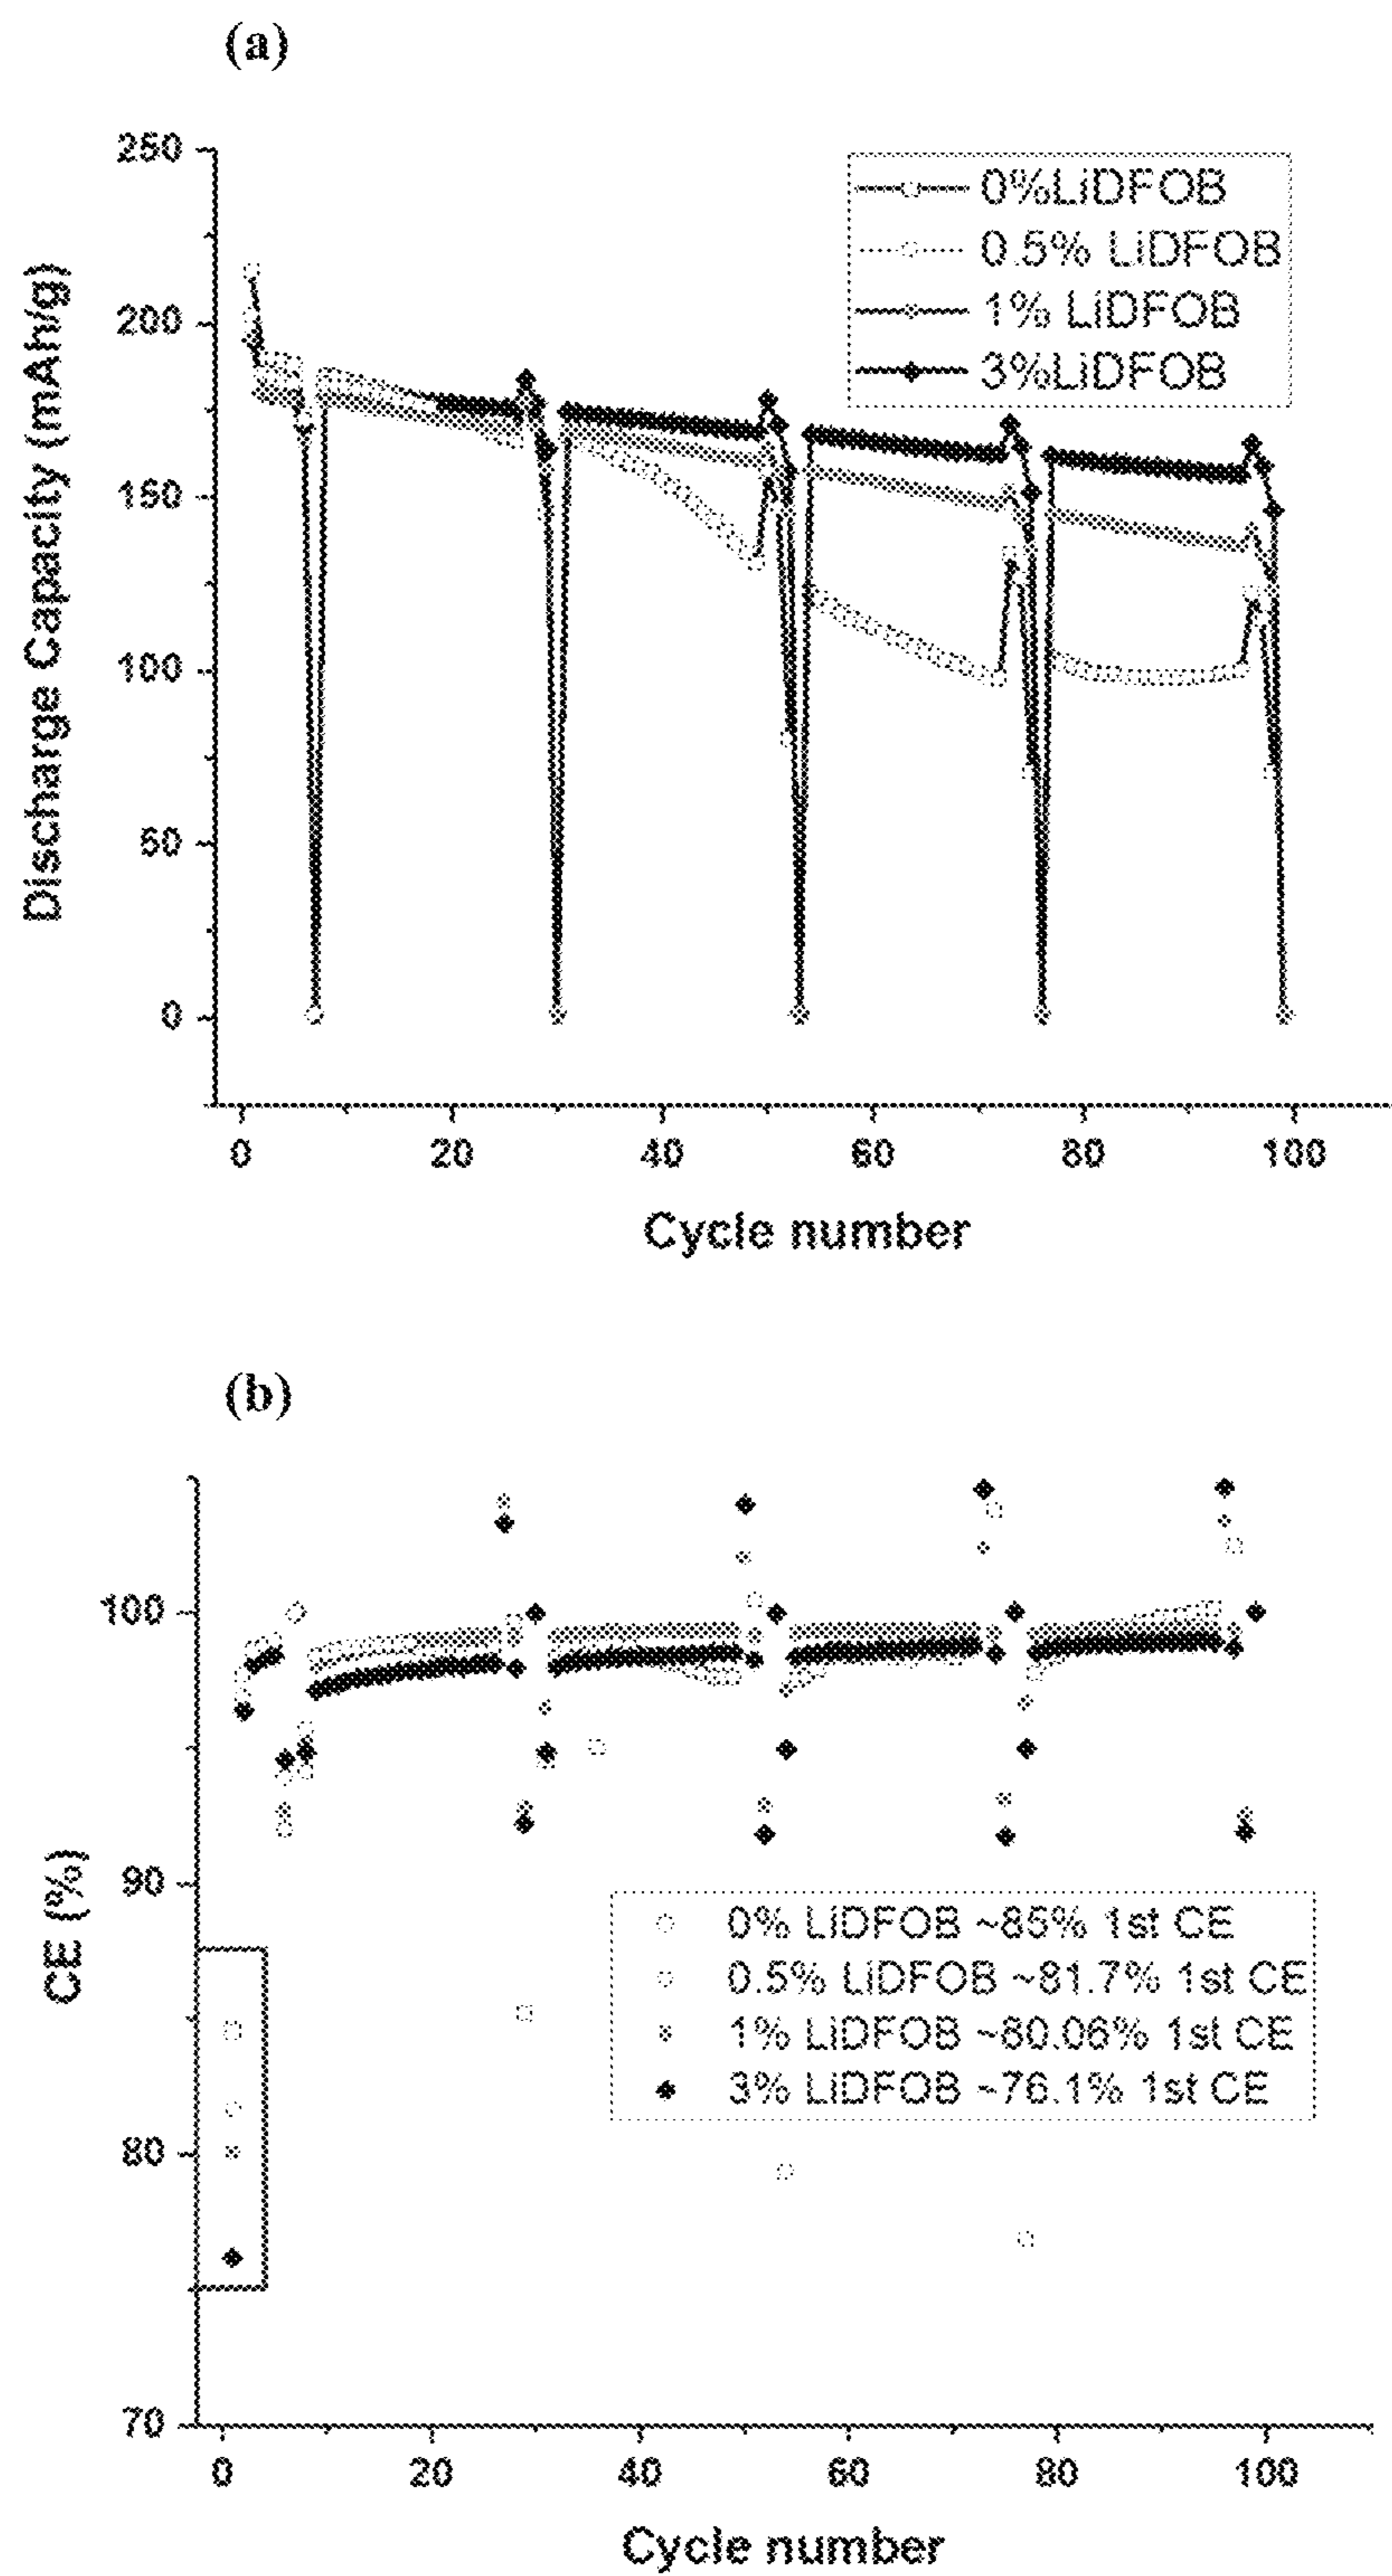 (a)
250
200
150
100
50
0
Discharge Capacity (mAh/g)
0%LiDFOB
0.5% LiDFOB
1% LiDFOB
3%LiDFOB
0 20 40 60 80 100
Cycle number
(b)
100
90
80
70
CE (%)
0% LiDFOB ~85% 1st CE
0.5% LiDFOB ~81.7% 1st CE
1% LiDFOB ~80.06% 1st CE
3% LiDFOB ~76.1% 1st CE
0 20 40 60 80 100
Cycle number